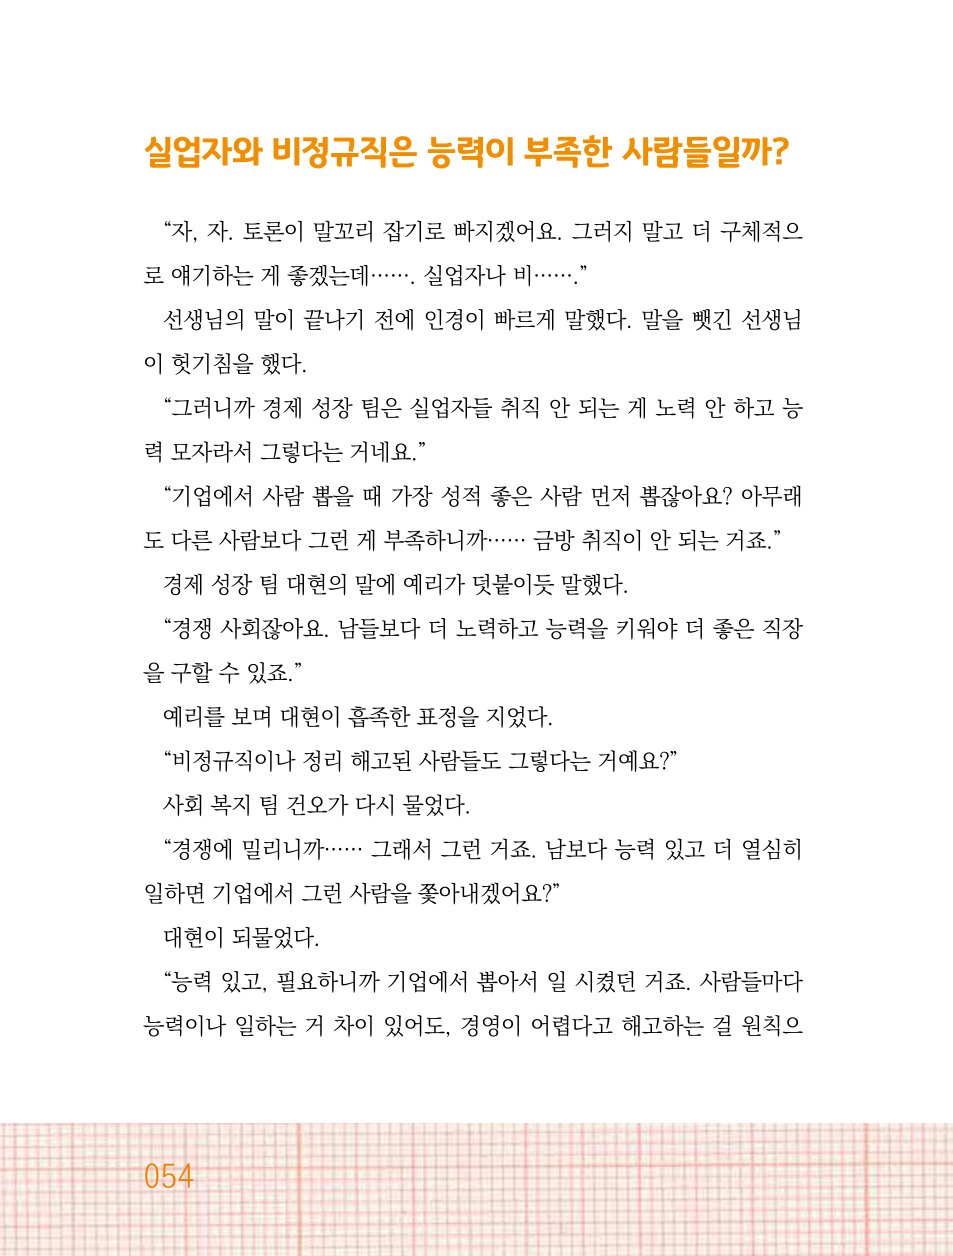 실업자와 비정규직은 능력이 부족한 사람들일까?
“자, 자. 토론이 말꼬리 잡기로 빠지겠어요. 그러지 말고 더 구체적으
로 얘기하는 게 좋겠는데……. 실업자나 비…….”
선생님의 말이 끝나기 전에 인경이 빠르게 말했다. 말을 뺏긴 선생님
이 헛기침을 했다.
“그러니까 경제 성장 팀은 실업자들 취직 안 되는 게 노력 안 하고 능
력 모자라서 그렇다는 거네요.”
“기업에서 사람 뽑을 때 가장 성적 좋은 사람 먼저 뽑잖아요? 아무래
도 다른 사람보다 그런 게 부족하니까…… 금방 취직이 안 되는 거죠.”
경제 성장 팀 대현의 말에 예리가 덧붙이듯 말했다.
“경쟁 사회잖아요. 남들보다 더 노력하고 능력을 키워야 더 좋은 직장
을 구할 수 있죠.”
예리를 보며 대현이 흡족한 표정을 지었다.
“비정규직이나 정리 해고된 사람들도 그렇다는 거예요?”
사회 복지 팀 건오가 다시 물었다.
“경쟁에 밀리니까…… 그래서 그런 거죠. 남보다 능력 있고 더 열심히
일하면 기업에서 그런 사람을 쫓아내겠어요?”
대현이 되물었다.
“능력 있고, 필요하니까 기업에서 뽑아서 일 시켰던 거죠. 사람들마다
능력이나 일하는 거 차이 있어도, 경영이 어렵다고 해고하는 걸 원칙으
054